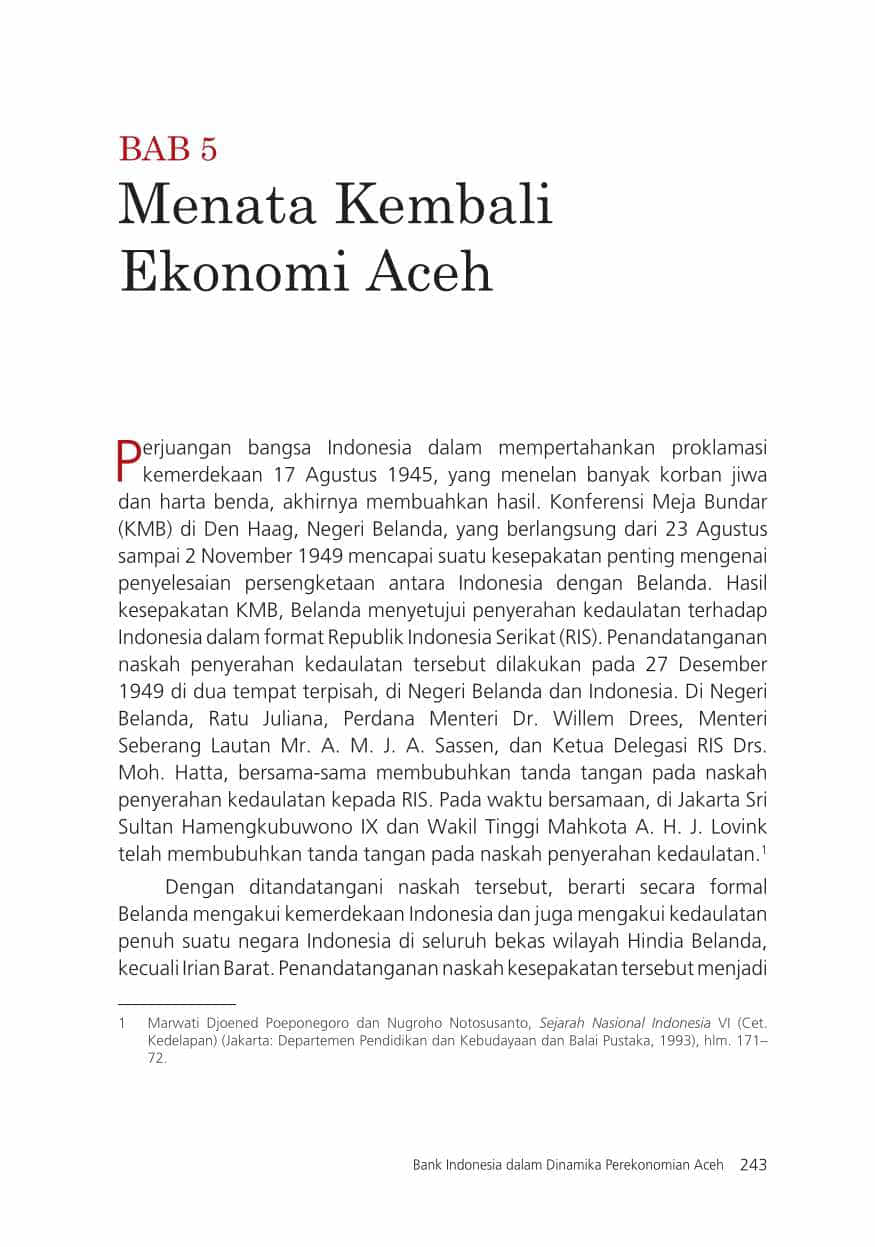 BAB 5
Menata Kembali
Ekonomi Aceh
Perjuangan bangsa Indonesia dalam mempertahankan proklamasi
kemerdekaan 17 Agustus 1945, yang menelan banyak korban jiwa
dan harta benda, akhirnya membuahkan hasil. Konferensi Meja Bundar
(KMB) di Den Haag, Negeri Belanda, yang berlangsung dari 23 Agustus
sampai 2 November 1949 mencapai suatu kesepakatan penting mengenai
penyelesaian persengketaan antara Indonesia dengan Belanda. Hasil
kesepakatan KMB, Belanda menyetujui penyerahan kedaulatan terhadap
Indonesia dalam format Republik Indonesia Serikat (RIS). Penandatanganan
naskah penyerahan kedaulatan tersebut dilakukan pada 27 Desember
1949 di dua tempat terpisah, di Negeri Belanda dan Indonesia. Di Negeri
Belanda, Ratu Juliana, Perdana Menteri Dr. Willem Drees, Menteri
Seberang Lautan Mr. A. M. J. A. Sassen, dan Ketua Delegasi RIS Drs.
Moh. Hatta, bersama-sama membubuhkan tanda tangan pada naskah
penyerahan kedaulatan kepada RIS. Pada waktu bersamaan, di Jakarta Sri
Sultan Hamengkubuwono IX dan Wakil Tinggi Mahkota A. H. J. Lovink
telah membubuhkan tanda tangan pada naskah penyerahan kedaulatan.1
Dengan ditandatangani naskah tersebut, berarti secara formal
Belanda mengakui kemerdekaan Indonesia dan juga mengakui kedaulatan
penuh suatu negara Indonesia di seluruh bekas wilayah Hindia Belanda,
kecuali Irian Barat. Penandatanganan naskah kesepakatan tersebut menjadi
1 Marwati Djoened Poeponegoro dan Nugroho Notosusanto, Sejarah Nasional Indonesia VI (Cet.
Kedelapan) (Jakarta: Departemen Pendidikan dan Kebudayaan dan Balai Pustaka, 1993), hlm. 171–
72.
Bank Indonesia dalam Dinamika Perekonomian Aceh 243